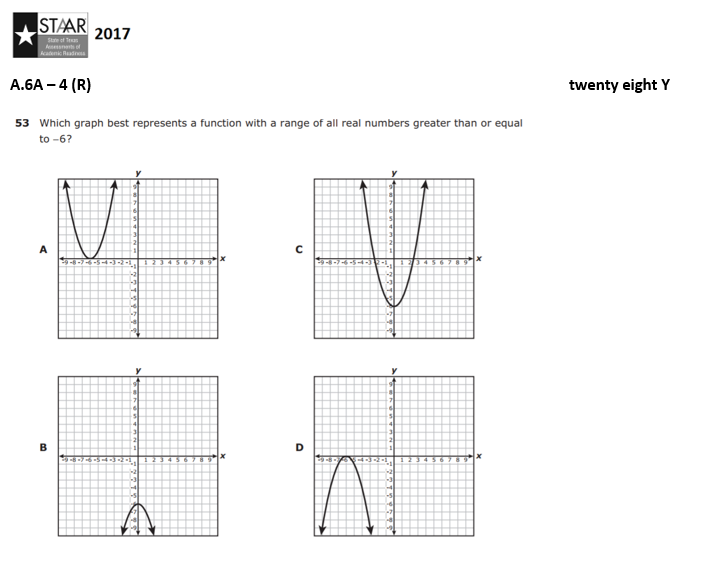 STAAR
State of Texas
Assessments of
Academic Readiness
2017
A.6A – 4 (R)
twenty eight Y
53 Which graph best represents a function with a range of all real numbers greater than or equal
to –6?
A
y
x
C
y
x
B
y
x
D
y
x